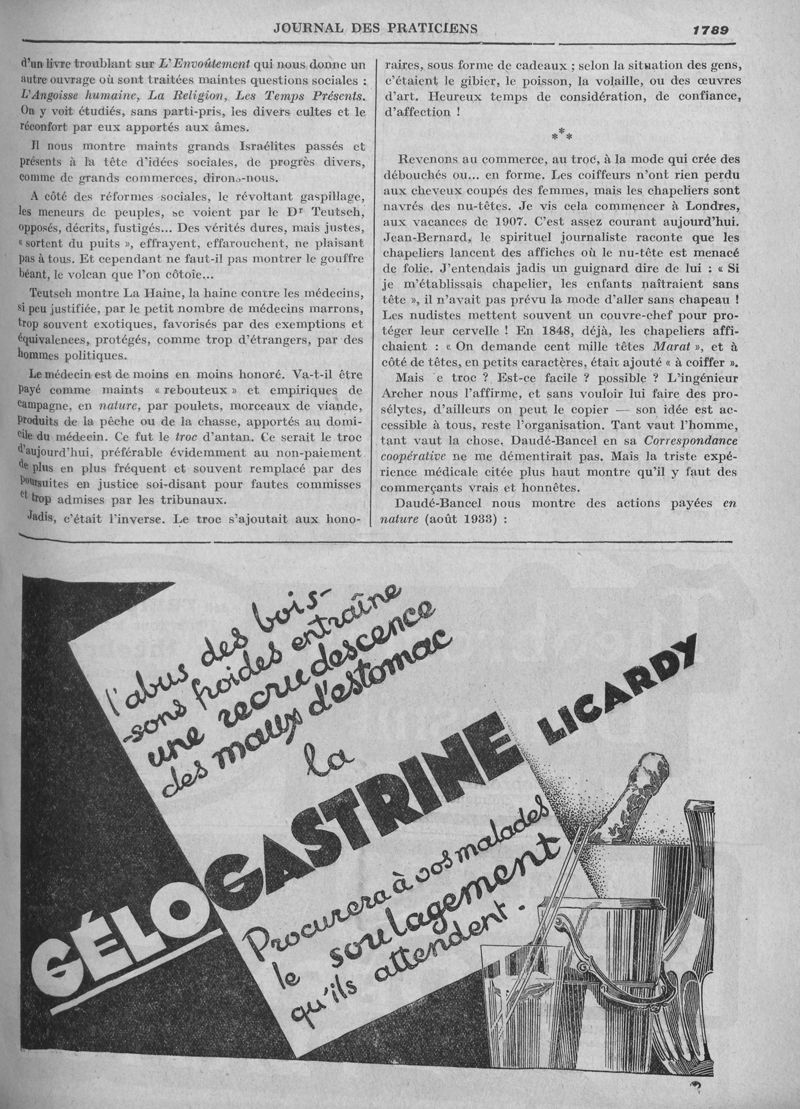 JOURNAL DES PRATICIENS
1789
d'un livre troublant sur L'Envoûtement qui nous donne un
autre ouvrage où sont traitées maintes questions sociales :
L'Angoisse humaine, La Religion, Les Temps Présents.
On y voit étudiés, sans parti-pris, les divers cultes et le
réconfort par eux apportés aux âmes.
Il nous montre maints grands Israélites passés et
présents à la tête d'idées sociales, de progrès divers,
comme de grands commerces, dirons-nous.
A côté des réformes sociales, le révoltant gaspillage,
les meneurs de peuples, se voient par le Dr Teutsch,
opposés, décrits, fustigés... Des vérités dures, mais justes,
« sortent du puits », effrayent, effarouchent, ne plaisant
pas à tous. Et cependant ne faut-il pas montrer le gouffre
béant, le volcan que l'on côtoie...
Teutsch montre La Haine, la haine contre les médecins,
si peu justifiée, par le petit nombre de médecins marrons,
trop souvent exotiques, favorisés par des exemptions et
équivalences, protégés, comme trop d'étrangers, par des
hommes politiques.
Le médecin est de moins en moins honoré. Va-t-il être
payé comme maints « rebouteux » et empiriques de
campagne, en nature, par poulets, morceaux de viande,
produits de la pêche ou de la chasse, apportés au domi-
cile du médecin. Ce fut le troc d'antan. Ce serait le troc
d'aujourd'hui, préférable évidemment au non-paiement
de plus en plus fréquent et souvent remplacé par des
poursuites en justice soi-disant pour fautes commises
et trop admises par les tribunaux.
Jadis, c'était l'inverse. Le troc s'ajoutait aux hono-
raires, sous forme de cadeaux ; selon la situation des gens,
c'étaient le gibier, le poisson, la volaille, ou des œuvres
d'art. Heureux temps de considération, de confiance,
d'affection !
***
Revenons au commerce, au troc, à la mode qui crée des
débouchés ou... en forme. Les coiffeurs n'ont rien perdu
aux cheveux coupés des femmes, mais les chapeliers sont
navrés des nu-têtes. Je vis cela commencer à Londres,
aux vacances de 1907. C'est assez courant aujourd'hui.
Jean-Bernard, le spirituel journaliste raconte que les
chapeliers lancent des affiches où le nu-tête est menacé
de folie. J'entendais jadis un guignard dire de lui : « Si
je m'établissais chapelier, les enfants naîtraient sans
tête », il n'avait pas prévu la mode d'aller sans chapeau !
Les nudistes mettent souvent un couvre-chef pour pro-
téger leur cervelle ! En 1848, déjà, les chapeliers affi-
chaient : « On demande cent mille têtes Marat », et à
côté de têtes, en petits caractères, était ajouté « à coiffer ».
Mais e troc ? Est-ce facile ? possible ? L'ingénieur
Archer nous l'affirme, et sans vouloir lui faire des pro-
sélytes, d'ailleurs on peut le copier — son idée est ac-
cessible à tous, reste l'organisation. Tant vaut l'homme,
tant vaut la chose. Daudé-Bancel en sa Correspondance
coopérative ne me démentirait pas. Mais la triste expé-
rience médicale citée plus haut montre qu'il y faut des
commerçants vrais et honnêtes.
Daudé-Bancel nous montre des actions payées en
nature (août 1933) :
l'abus des bois-
-sons froides entraîne
une recrudescence
des maux d'estomac
la
GÉLOGASTRINE LICARDY
Procurera à vos malades
le soulagement
qu'ils attendent.